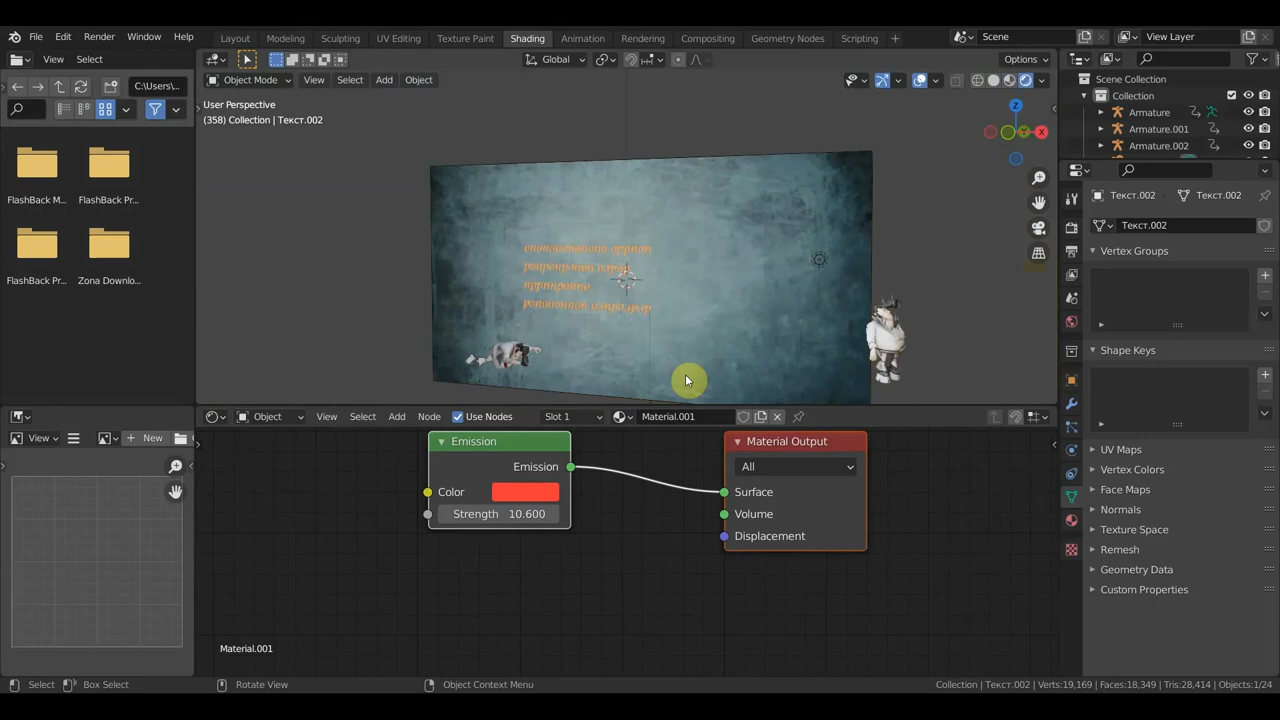 File Edit Render Window Help Layout Modeling Sculpting UV Editing Texture Paint Shading Animation Rendering Compositing Geometry Nodes Scripting Scene View Layer
View Select Global Options
C:\Users\... Object Mode View Select Add Object Scene Collection
User Perspective Collection
(358) Collection | Текст.002 Armature
Armature.001
Armature.002
FlashBack M... FlashBack Pr... Текст.002 Текст.002
Текст.002
Vertex Groups
FlashBack Pr... Zona Downlo...
Shape Keys
Object View Select Add Node Use Nodes Slot 1 Material.001
View New Emission Material Output
Emission All UV Maps
Color Surface Vertex Colors
Strength 10.600 Volume Face Maps
Displacement Normals
Texture Space
Remesh
Geometry Data
Custom Properties
Material.001
Select Box Select Rotate View Object Context Menu Collection | Текст.002 | Verts:19,169 | Faces:18,349 | Tris:28,414 | Objects:1/24